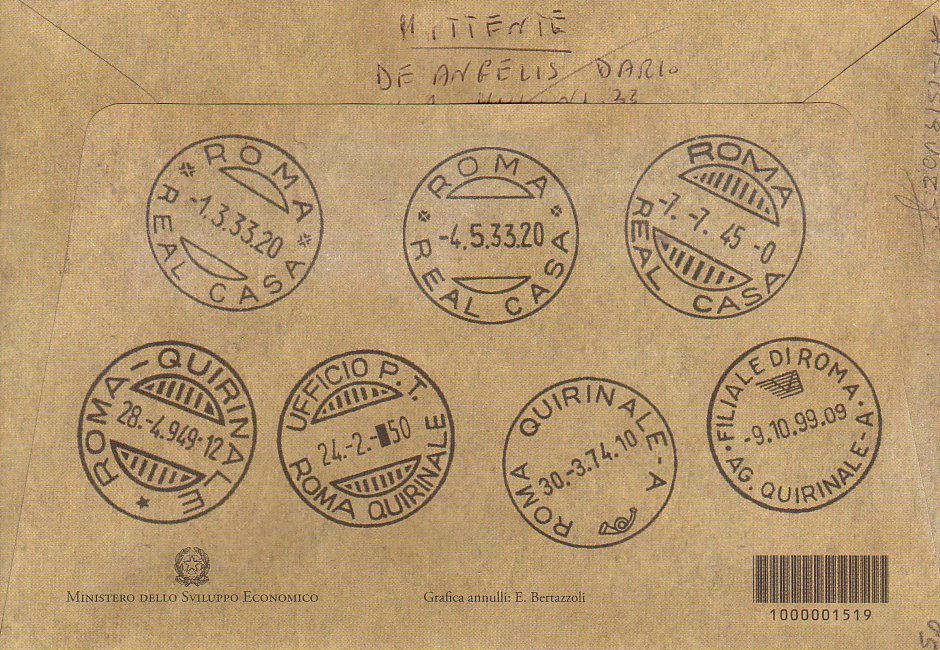 MITTENTE
DE ANGELIS DARIO
33
ROMA
-1.3.33.20
REAL CASA
ROMA
-4.5.33.20
REAL CASA
ROMA
-7.-7.45-0
REAL CASA
ROMA-QUIRINALE
28.-4.949.12
UFFICIO P.T.
24.-2.-50
ROMA QUIRINALE
ROMA QUIRINALE-A
30.-3.74.10
FILIALE DI ROMA
-9.10.99.09
AG. QUIRINALE-A
MINISTERO DELLO SVILUPPO ECONOMICO
Grafica annulli: E. Bertazzoli
1000001519